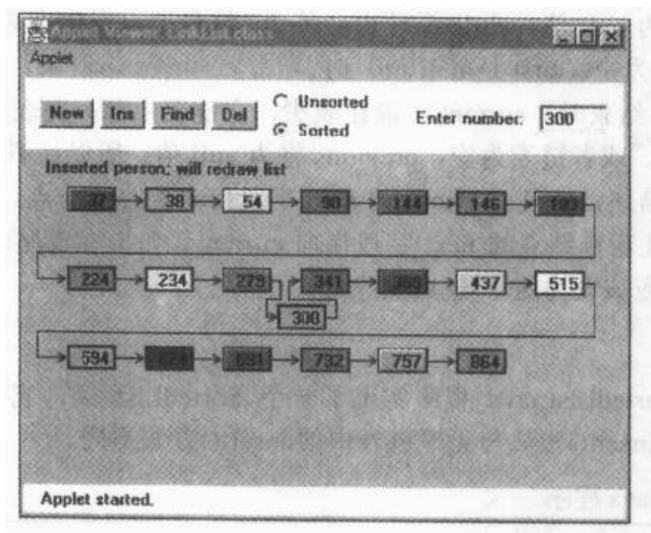 Applet Viewer: LinkList.class
Applet
New Ins Find Del
Unsorted
Sorted
Enter number: 300
Inserted person; will redraw list
37 38 54 90 144 146 193
224 234 279 341 369 437 515
300
594 674 691 732 757 864
Applet started.